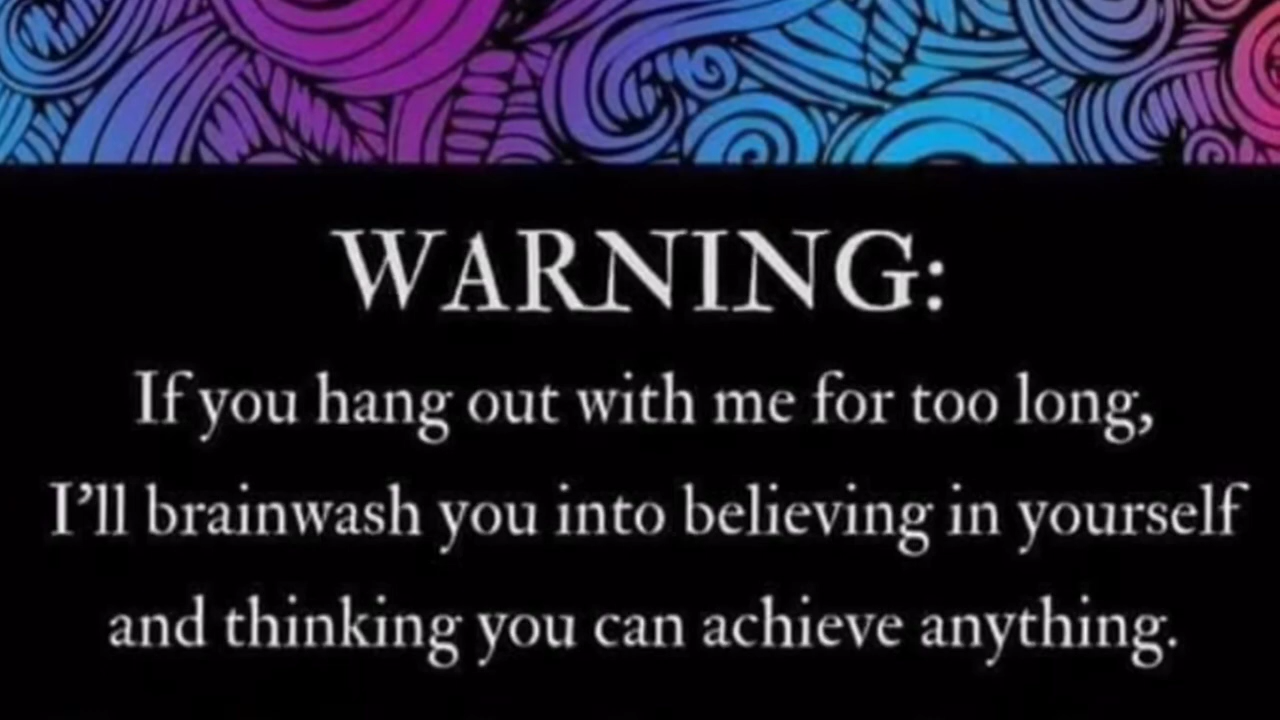 WARNING:
If you hang out with me for too long,
I’ll brainwash you into believing in yourself
and thinking you can achieve anything.